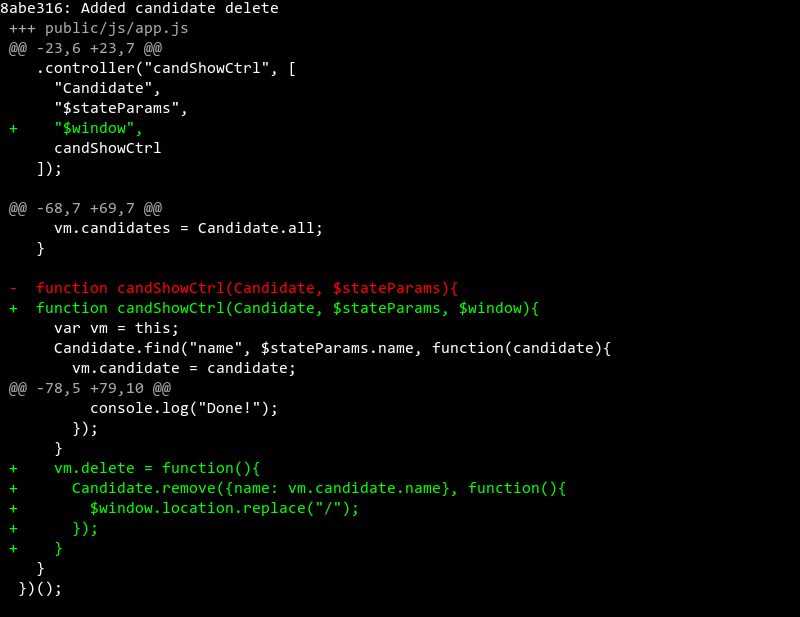 8abe316: Added candidate delete
+++ public/js/app.js
@@ -23,6 +23,7 @@
   .controller("candShowCtrl", [
     "Candidate",
     "$stateParams",
+    "$window",
     candShowCtrl
   ]);
@@ -68,7 +69,7 @@
     vm.candidates = Candidate.all;
   }
-  function candShowCtrl(Candidate, $stateParams){
+  function candShowCtrl(Candidate, $stateParams, $window){
     var vm = this;
     Candidate.find("name", $stateParams.name, function(candidate){
       vm.candidate = candidate;
@@ -78,5 +79,10 @@
         console.log("Done!");
       });
     }
+    vm.delete = function(){
+      Candidate.remove({name: vm.candidate.name}, function(){
+        $window.location.replace("/");
+      });
+    }
   }
 })();